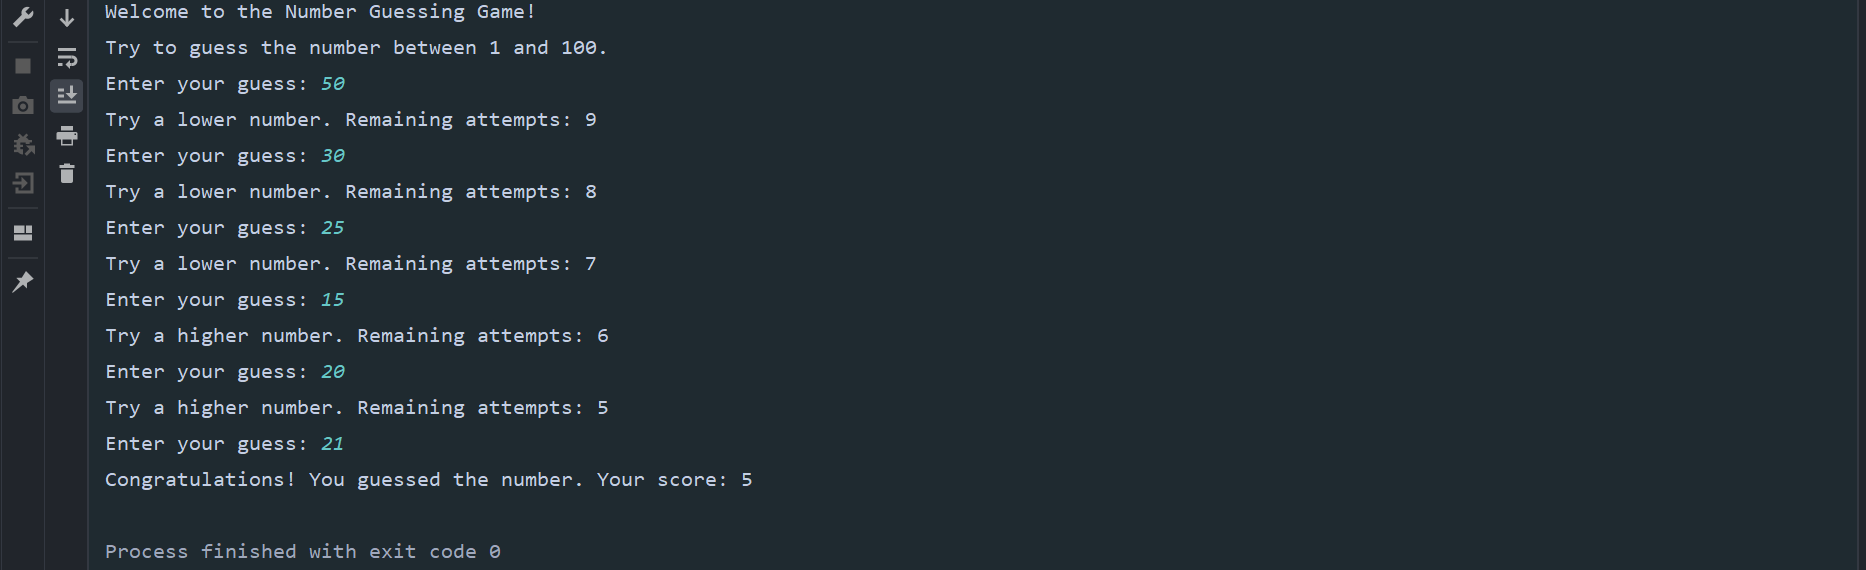 Welcome to the Number Guessing Game!
Try to guess the number between 1 and 100.
Enter your guess: 50
Try a lower number. Remaining attempts: 9
Enter your guess: 30
Try a lower number. Remaining attempts: 8
Enter your guess: 25
Try a lower number. Remaining attempts: 7
Enter your guess: 15
Try a higher number. Remaining attempts: 6
Enter your guess: 20
Try a higher number. Remaining attempts: 5
Enter your guess: 21
Congratulations! You guessed the number. Your score: 5
Process finished with exit code 0